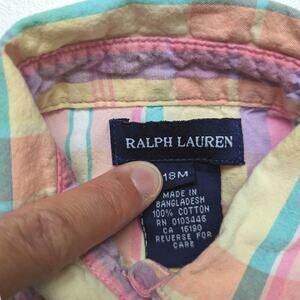 RALPH LAUREN
18M
MADE IN
BANGLADESH
100% COTTON
RN 0103446
CA 16190
REVERSE FOR
CARE